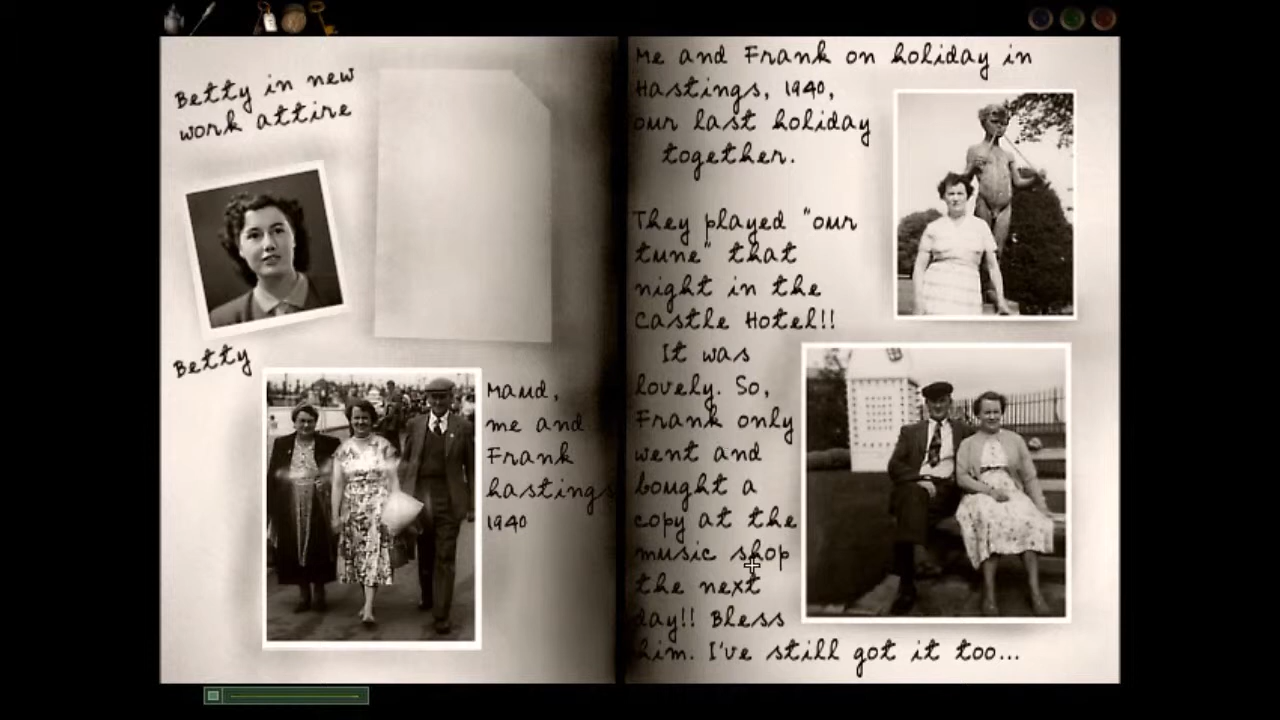 Betty in new
work attire
Betty
Maud,
me and
Frank
hastings
1940
Me and Frank on holiday in
Hastings, 1940,
our last holiday
together.
They played "our
tune" that
night in the
Castle Hotel!!
It was
lovely. So,
Frank only
went and
bought a
copy at the
music shop
the next
day!! Bless
him. I've still got it too...